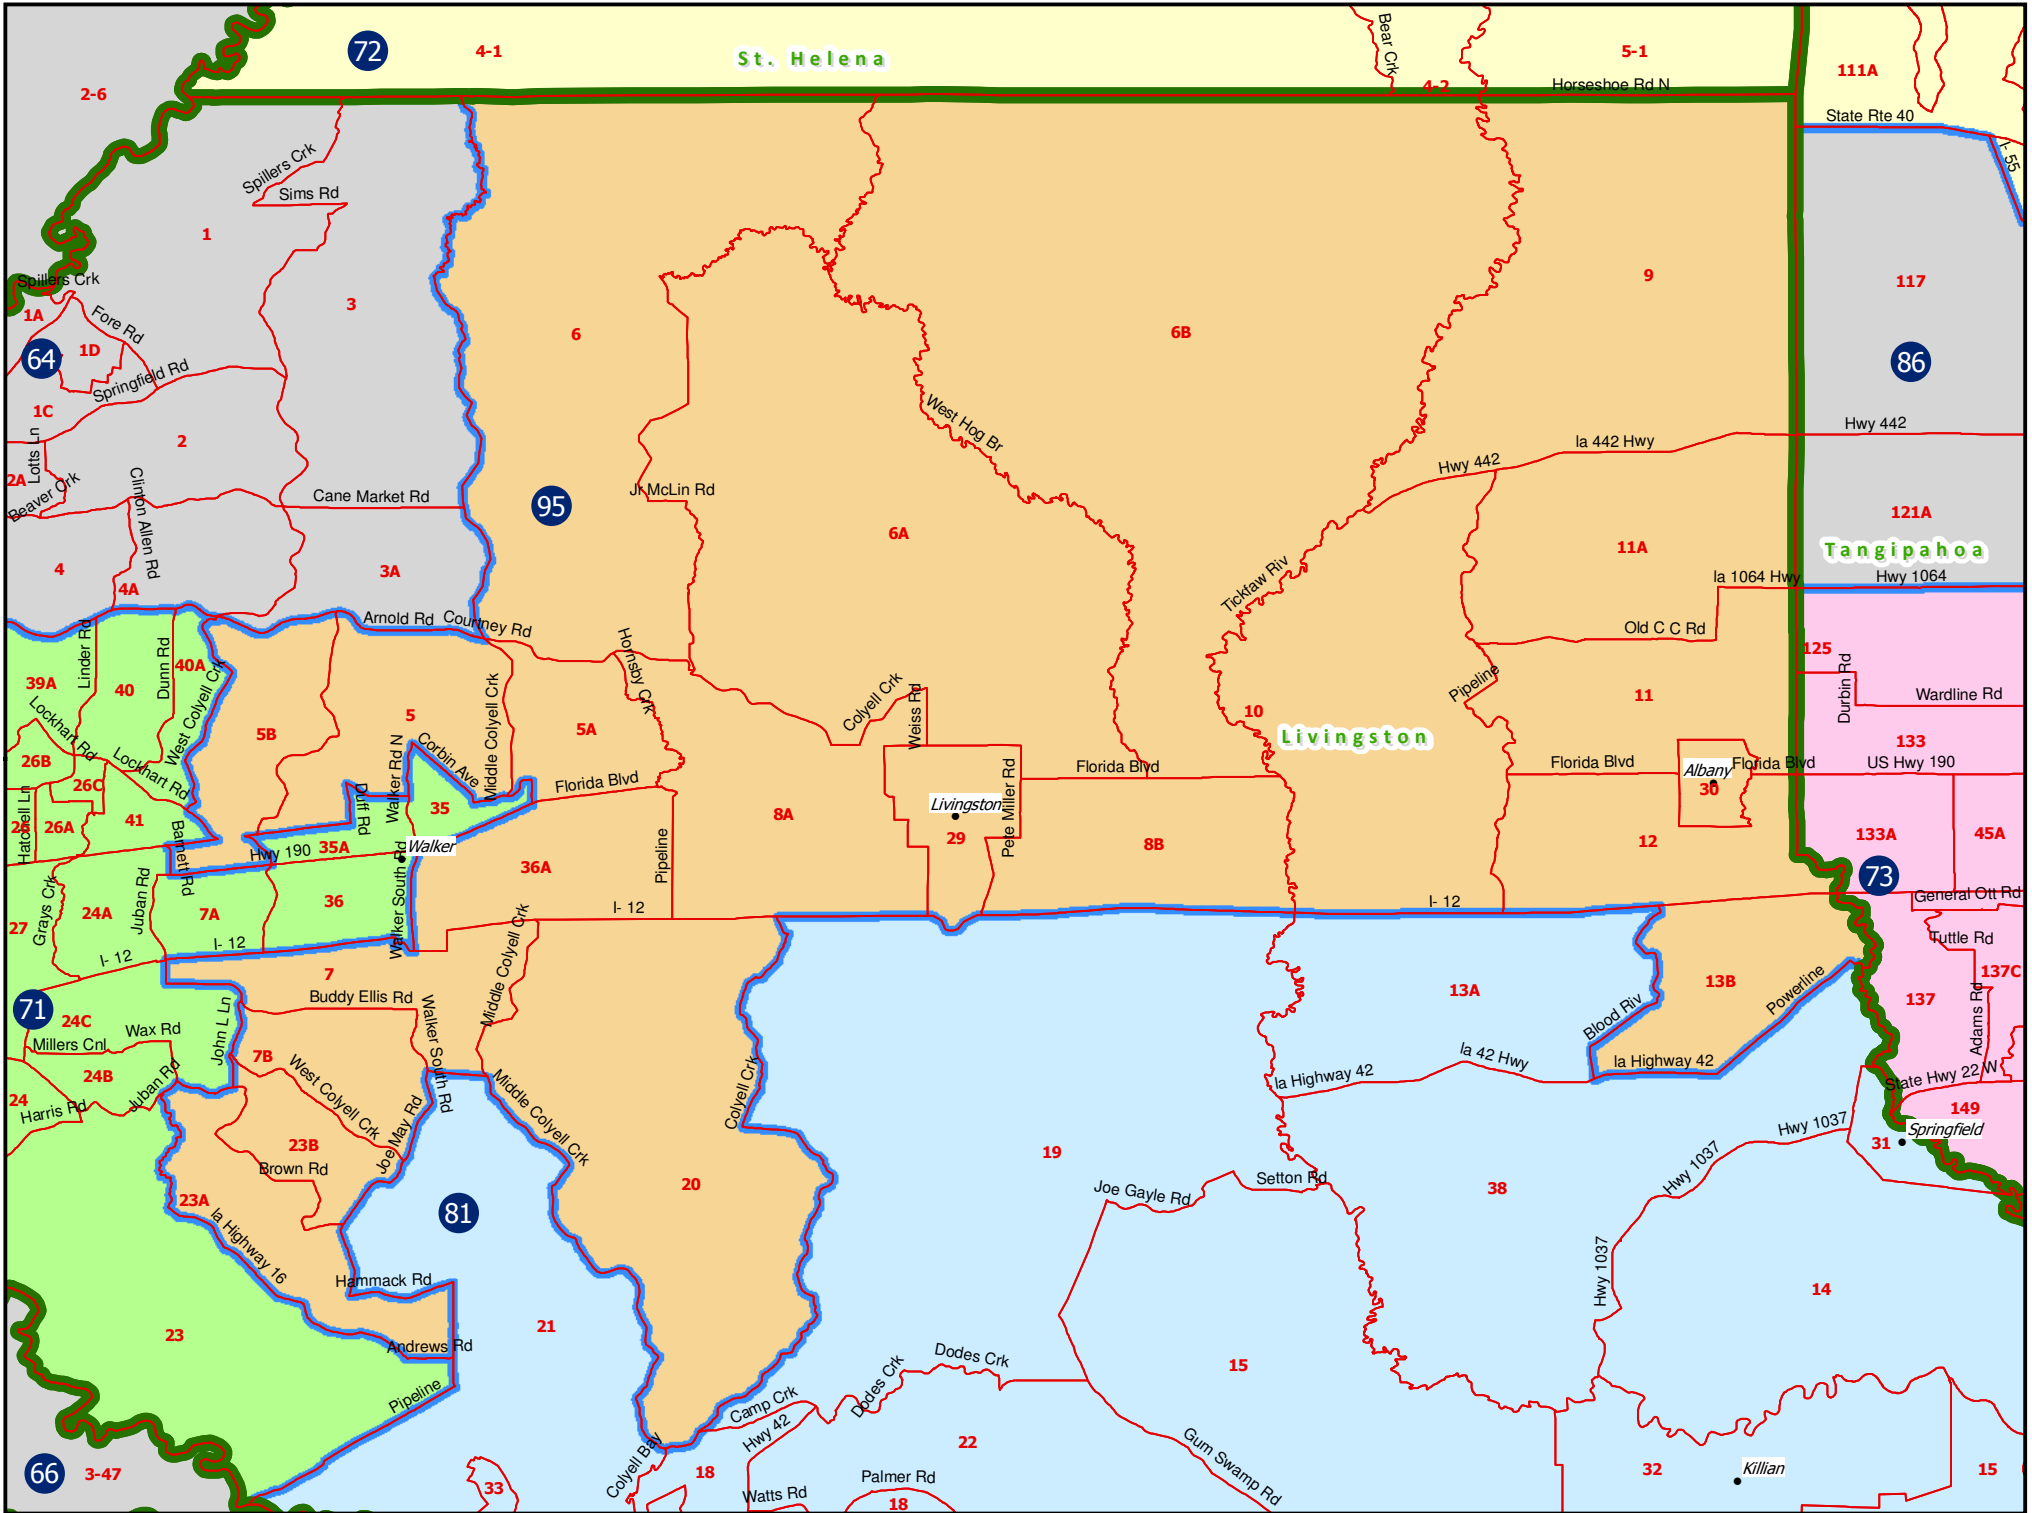 72
4-1
St. Helena
Bear Crk
4-2
5-1
111A
2-6
Horseshoe Rd N
State Rte 40
I- 55
Spillers Crk
Sims Rd
1
3
6
6B
9
117
Spillers Crk
1A
Fore Rd
64
1D
Springfield Rd
86
1C
West Hog Br
Lotts Ln
2
la 442 Hwy
Hwy 442
Hwy 442
2A
Beaver Crk
Clinton Allen Rd
Cane Market Rd
95
Jr McLin Rd
6A
121A
Tangipahoa
4
4A
3A
11A
la 1064 Hwy
Hwy 1064
Tickfaw Riv
Arnold Rd
Courtney Rd
Old C C Rd
Linder Rd
Dunn Rd
40A
39A
40
West Colyell Crk
Hornsby Crk
125
Durbin Rd
Wardline Rd
Lockhart Rd
5B
5
Middle Colyell Crk
5A
Colyell Crk
Weiss Rd
10
Livingston
Pipeline
11
133
26B
Lockhart Rd
26C
Walker Rd N
Corbin Ave
Florida Blvd
Florida Blvd
Florida Blvd
Albany
Florida Blvd
US Hwy 190
30
Hatchell Ln
25
26A
41
Duff Rd
35
8A
Livingston
29
Pete Miller Rd
8B
12
133A
45A
Barnett Rd
Hwy 190
35A
Walker
36A
Pipeline
73
Grays Crk
24A
Juban Rd
7A
36
Walker South Rd
I- 12
I- 12
General Ott Rd
27
I- 12
I- 12
Middle Colyell Crk
Tuttle Rd
7
13A
13B
Powerline
137
137C
71
24C
Buddy Ellis Rd
Walker South Rd
Blood Riv
Adams Rd
Wax Rd
Millers Cnl
John L Ln
7B
24B
Juban Rd
West Colyell Crk
Middle Colyell Crk
Colyell Crk
la Highway 42
la 42 Hwy
la Highway 42
State Hwy 22 W
24
Harris Rd
149
23B
Joe May Rd
Hwy 1037
31
Springfield
Brown Rd
19
Setton Rd
Hwy 1037
23A
81
20
Joe Gayle Rd
38
la Highway 16
Hammack Rd
Hwy 1037
14
23
Andrews Rd
21
15
Dodes Crk
Dodes Crk
Pipeline
Camp Crk
Hwy 42
22
Gum Swamp Rd
66
3-47
Colyell Bay
33
18
Watts Rd
Palmer Rd
18
32
Killian
15